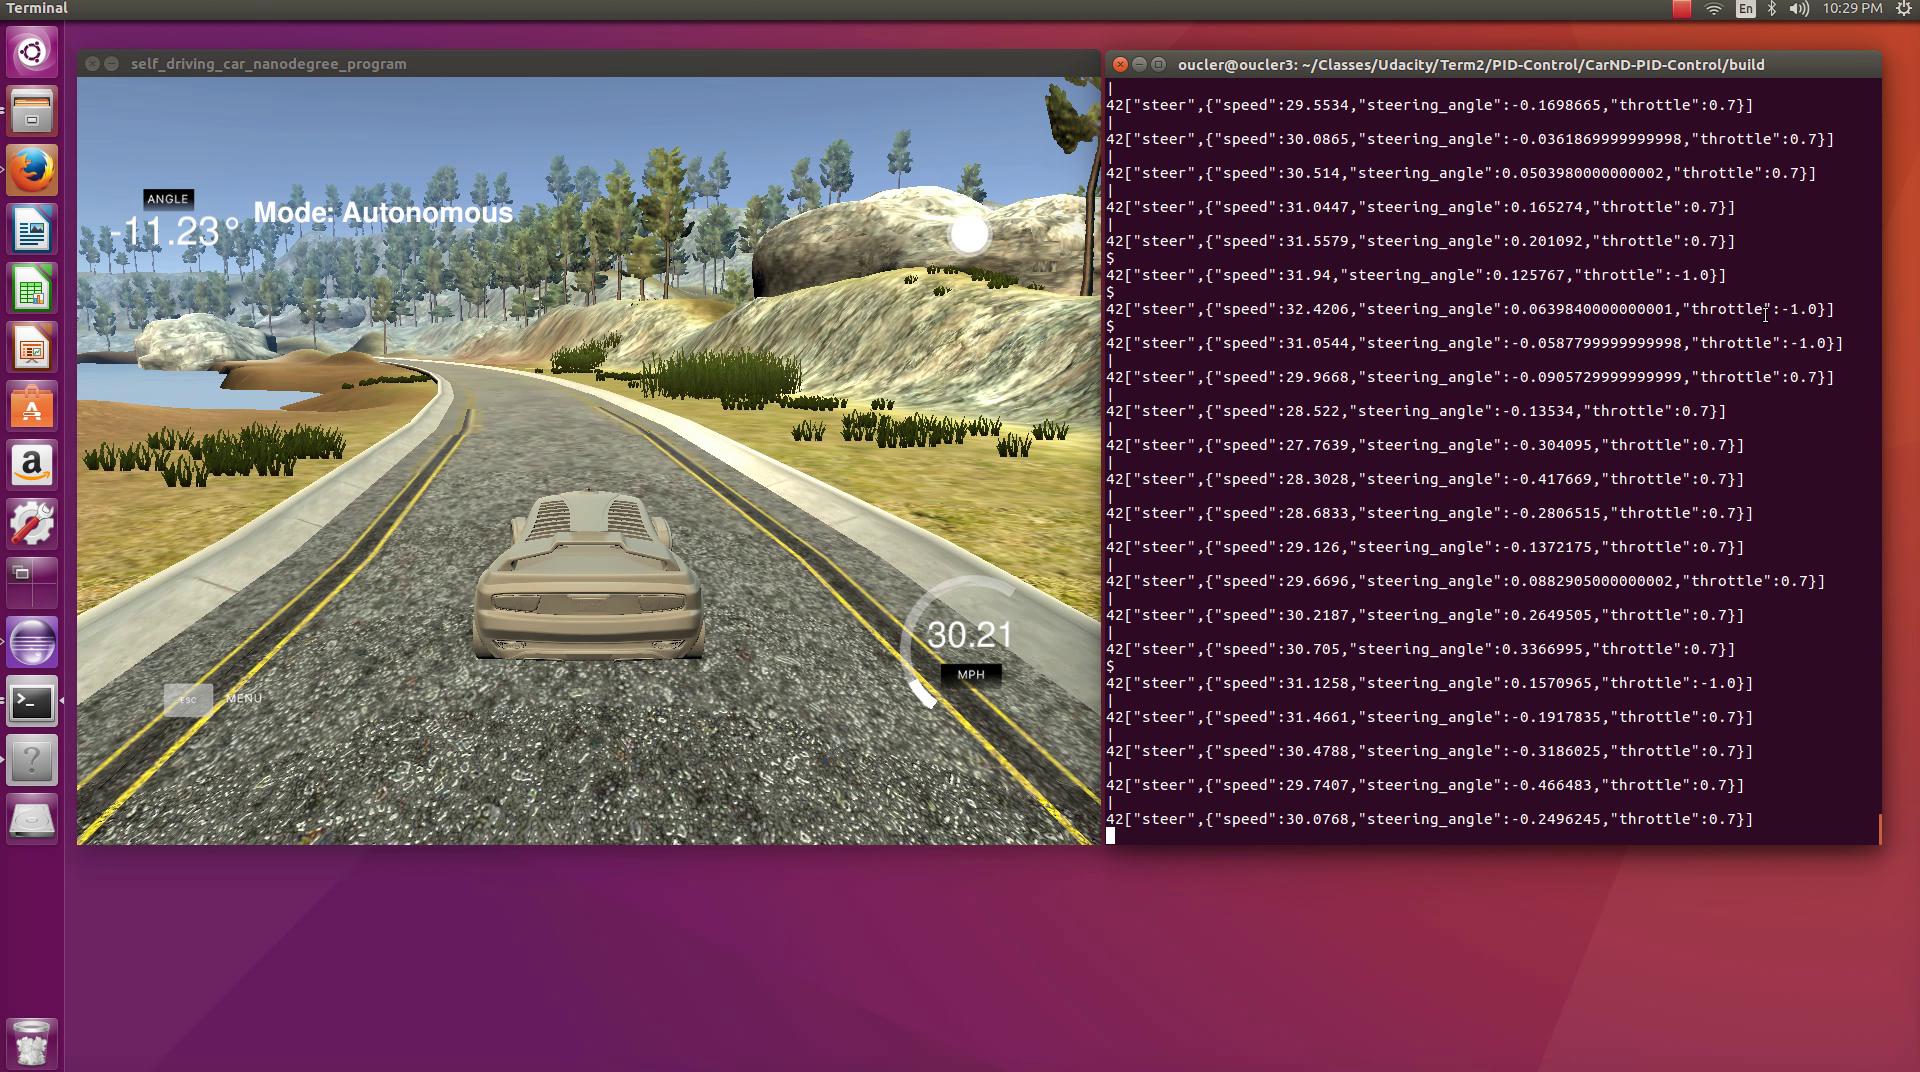 Terminal
En
10:29 PM
self_driving_car_nanodegree_program
ANGLE
-11.23°
Mode: Autonomous
30.21
MPH
ESC
MENU
a
?
oucler@oucler3: ~/Classes/Udacity/Term2/PID-Control/CarND-PID-Control/build
|
42["steer",{"speed":29.5534,"steering_angle":-0.1698665,"throttle":0.7}]
|
42["steer",{"speed":30.0865,"steering_angle":-0.0361869999999998,"throttle":0.7}]
|
42["steer",{"speed":30.514,"steering_angle":0.0503980000000002,"throttle":0.7}]
|
42["steer",{"speed":31.0447,"steering_angle":0.165274,"throttle":0.7}]
|
42["steer",{"speed":31.5579,"steering_angle":0.201092,"throttle":0.7}]
$
42["steer",{"speed":31.94,"steering_angle":0.125767,"throttle":-1.0}]
$
42["steer",{"speed":32.4206,"steering_angle":0.0639840000000001,"throttle":-1.0}]
$
42["steer",{"speed":31.0544,"steering_angle":-0.0587799999999998,"throttle":-1.0}]
|
42["steer",{"speed":29.9668,"steering_angle":-0.0905729999999999,"throttle":0.7}]
|
42["steer",{"speed":28.522,"steering_angle":-0.13534,"throttle":0.7}]
|
42["steer",{"speed":27.7639,"steering_angle":-0.304095,"throttle":0.7}]
|
42["steer",{"speed":28.3028,"steering_angle":-0.417669,"throttle":0.7}]
|
42["steer",{"speed":28.6833,"steering_angle":-0.2806515,"throttle":0.7}]
|
42["steer",{"speed":29.126,"steering_angle":-0.1372175,"throttle":0.7}]
|
42["steer",{"speed":29.6696,"steering_angle":0.0882905000000002,"throttle":0.7}]
|
42["steer",{"speed":30.2187,"steering_angle":0.2649505,"throttle":0.7}]
|
42["steer",{"speed":30.705,"steering_angle":0.3366995,"throttle":0.7}]
$
42["steer",{"speed":31.1258,"steering_angle":0.1570965,"throttle":-1.0}]
|
42["steer",{"speed":31.4661,"steering_angle":-0.1917835,"throttle":0.7}]
|
42["steer",{"speed":30.4788,"steering_angle":-0.3186025,"throttle":0.7}]
|
42["steer",{"speed":29.7407,"steering_angle":-0.466483,"throttle":0.7}]
|
42["steer",{"speed":30.0768,"steering_angle":-0.2496245,"throttle":0.7}]